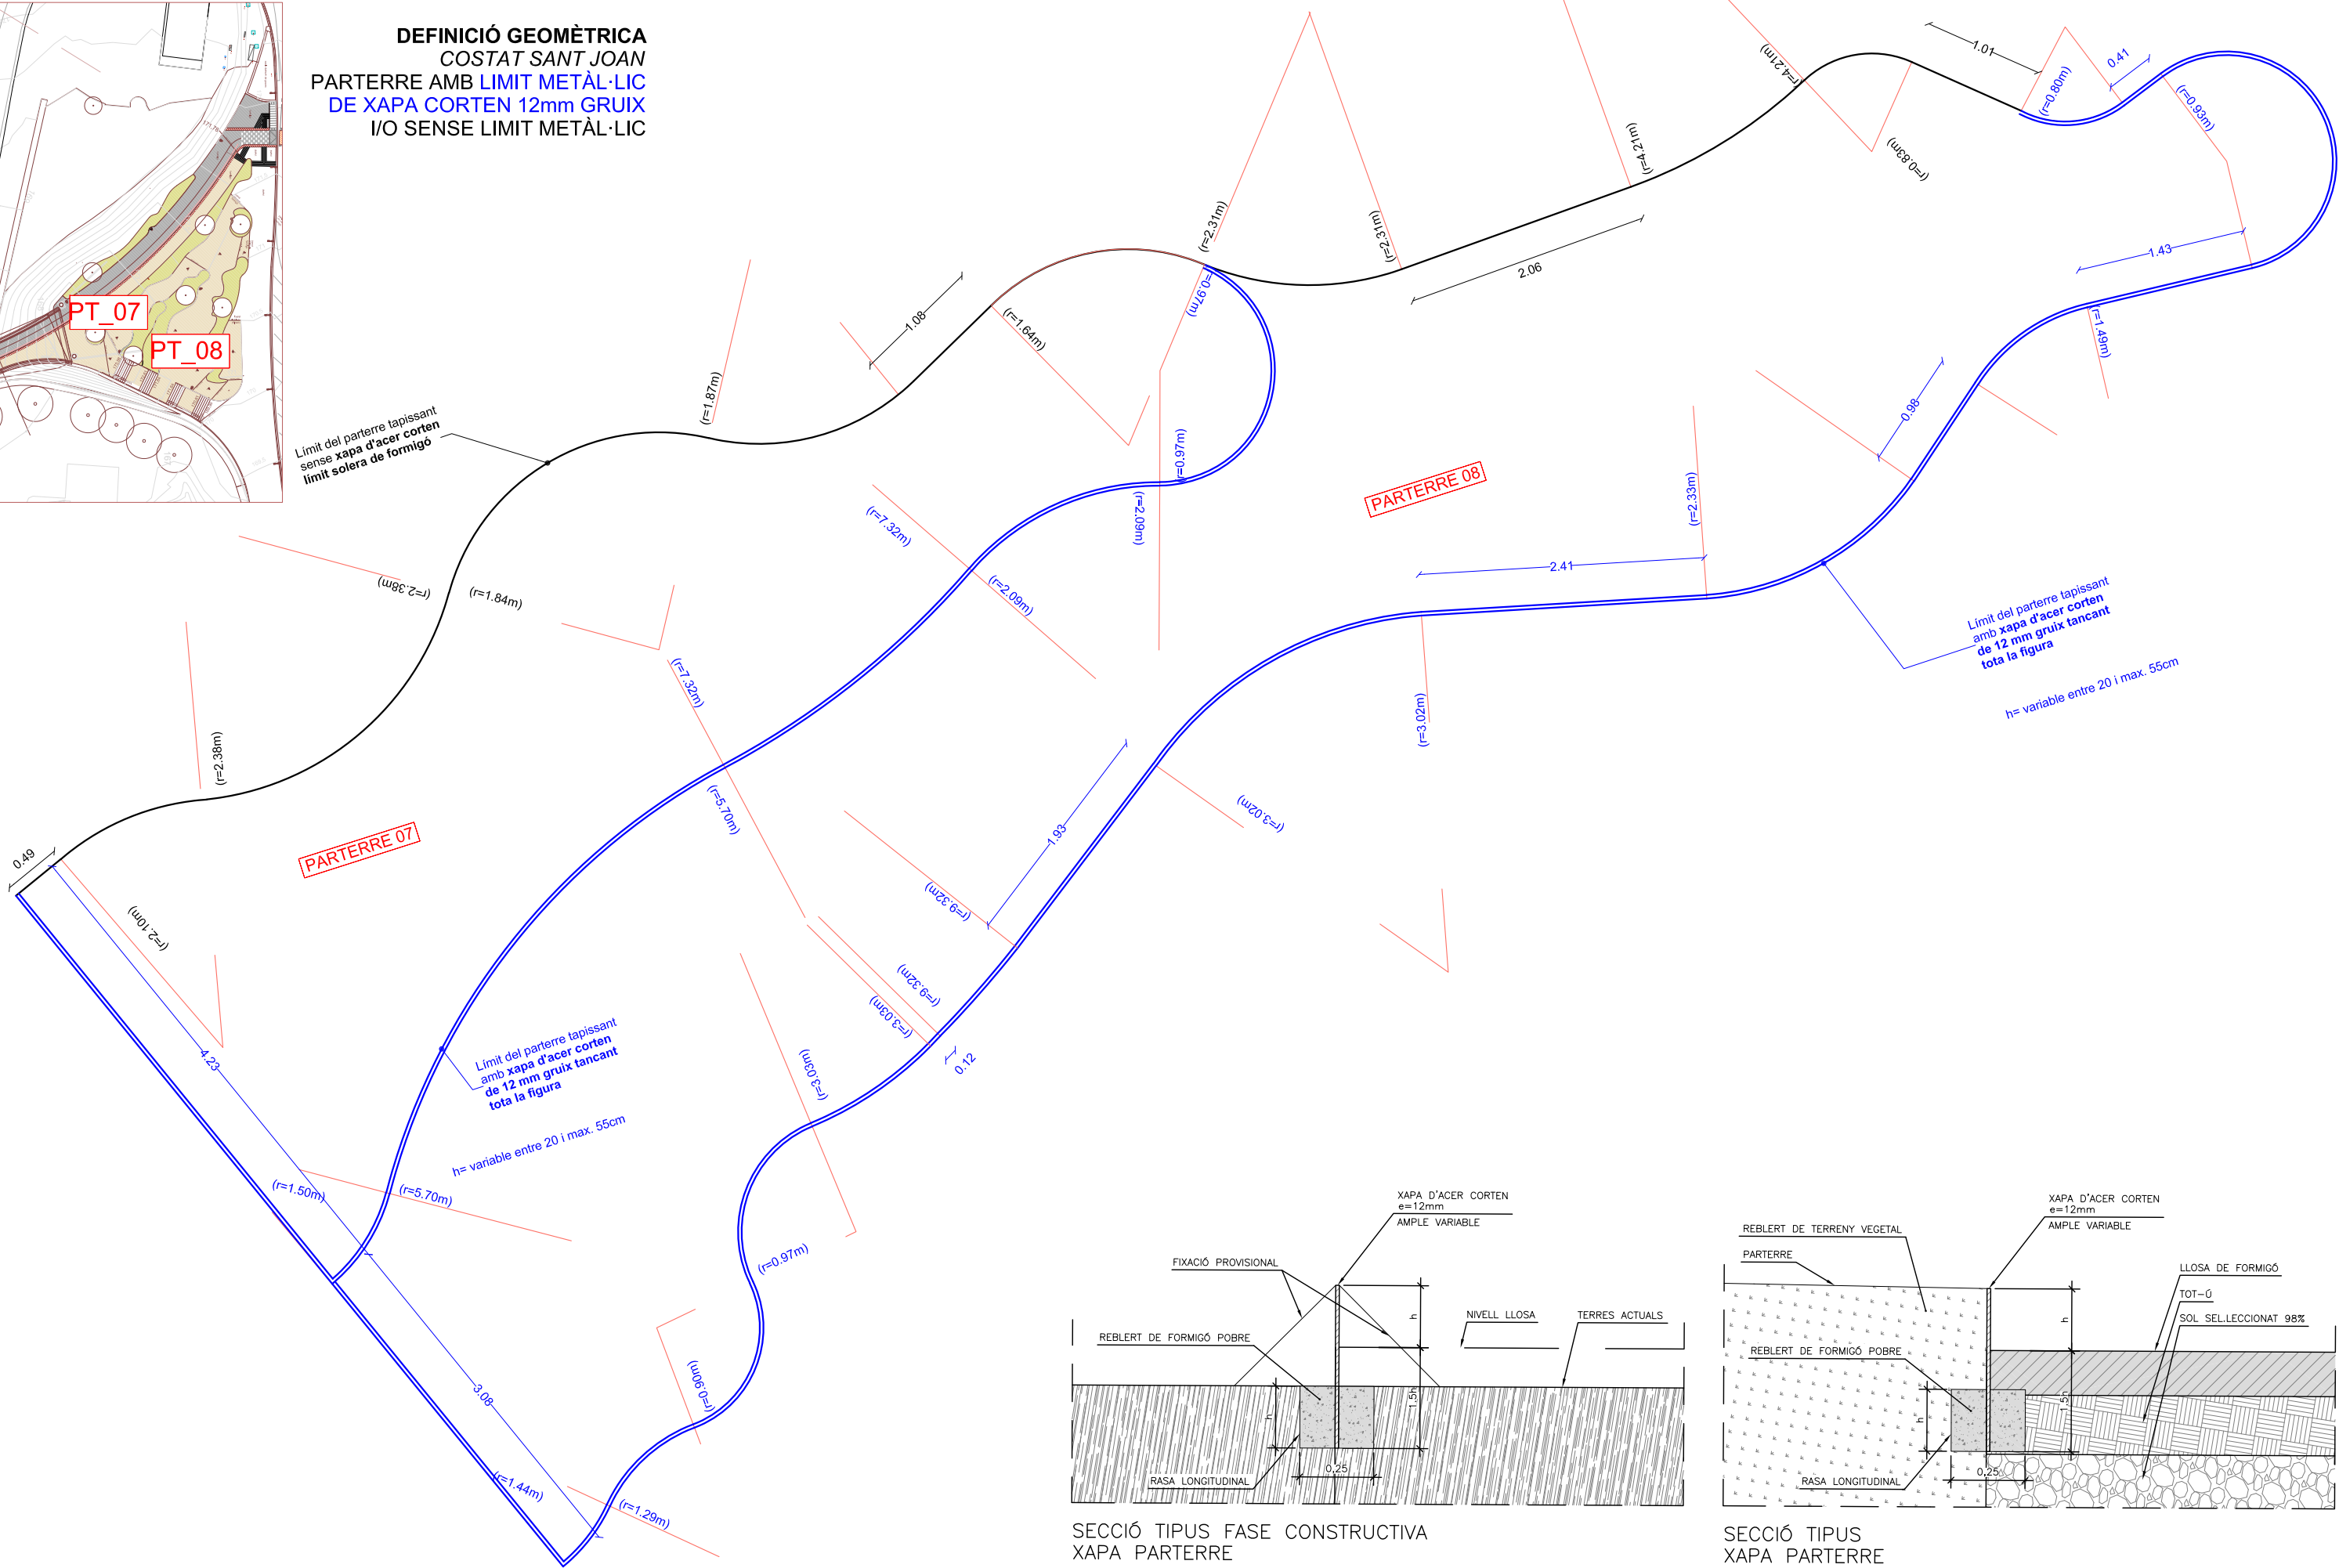 DEFINICIÓ GEOMÈTRICA
COSTAT SANT JOAN
PARTERRE AMB LIMIT METÀL·LIC
DE XAPA CORTEN 12mm GRUIX
I/O SENSE LIMIT METÀL·LIC
PT_07
PT_08
Límit del parterre tapissant
sense xapa d'acer corten
límit solera de formigó
(r=4.21m)
1.01
0.41
(r=0.80m)
(r=0.93m)
(r=4.21m)
(r=0.83m)
(r=2.31m)
(r=2.31m)
2.06
1.43
(r=0.97m)
1.08
(r=1.64m)
(r=1.49m)
(r=1.87m)
0.98
(r=0.97m)
PARTERRE 08
(r=7.32m)
(r=2.09m)
(r=2.33m)
2.41
(r=2.38m)
(r=1.84m)
(r=2.09m)
Límit del parterre tapissant
amb xapa d'acer corten
de 12 mm gruix tancant
tota la figura
h= variable entre 20 i max. 55cm
(r=7.32m)
(r=3.02m)
(r=2.38m)
(r=5.70m)
(r=3.02m)
1.93
PARTERRE 07
0.49
(r=2.10m)
(r=9.32m)
(r=9.32m)
(r=3.03m)
4.23
Límit del parterre tapissant
amb xapa d'acer corten
de 12 mm gruix tancant
tota la figura
h= variable entre 20 i max. 55cm
0.12
(r=3.03m)
(r=1.50m)
(r=5.70m)
(r=0.97m)
3.08
(r=0.90m)
(r=1.44m)
(r=1.29m)
XAPA D'ACER CORTEN
e=12mm
AMPLE VARIABLE
FIXACIÓ PROVISIONAL
NIVELL LLOSA
TERRES ACTUALS
REBLERT DE FORMIGÓ POBRE
h
1,5h
h
0,25
RASA LONGITUDINAL
SECCIÓ TIPUS FASE CONSTRUCTIVA
XAPA PARTERRE
XAPA D'ACER CORTEN
e=12mm
AMPLE VARIABLE
REBLERT DE TERRENY VEGETAL
PARTERRE
LLOSA DE FORMIGÓ
TOT-Ú
SOL SEL.LECCIONAT 98%
REBLERT DE FORMIGÓ POBRE
h
1,5h
h
0,25
RASA LONGITUDINAL
SECCIÓ TIPUS
XAPA PARTERRE